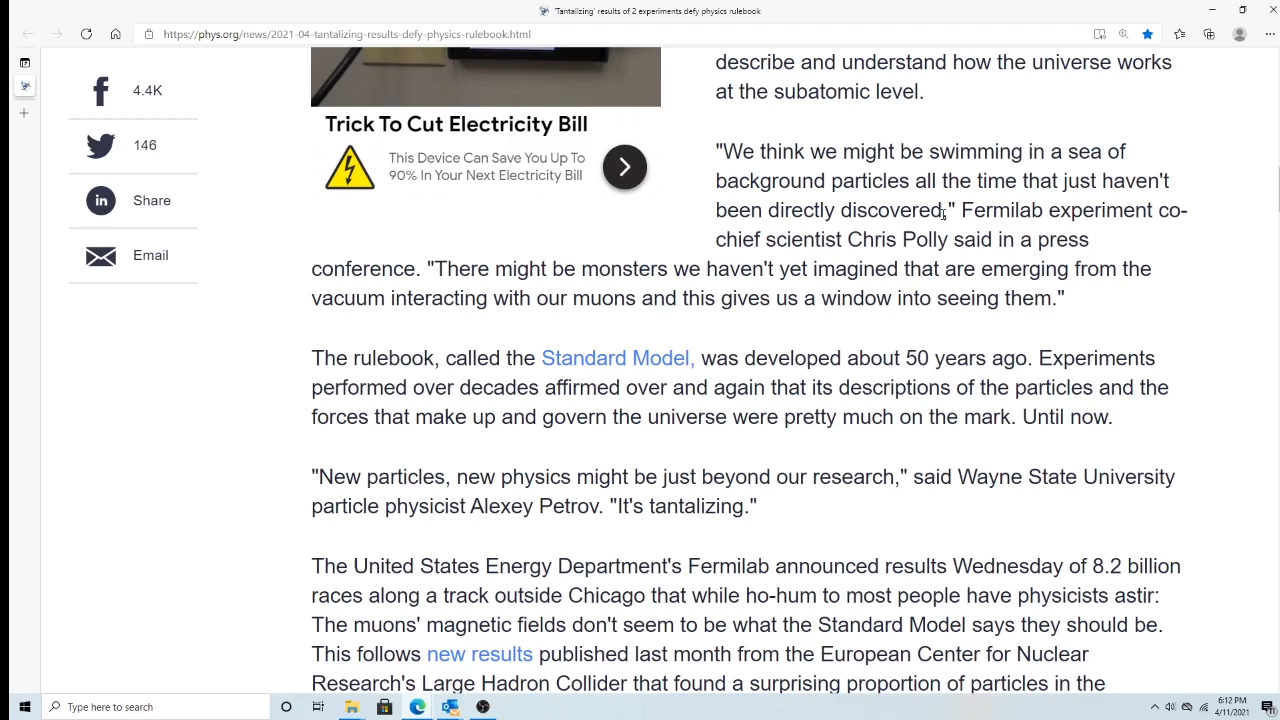 'Tantalizing' results of 2 experiments defy physics rulebook
https://phys.org/news/2021-04-tantalizing-results-defy-physics-rulebook.html
4.4K
146
in Share
Email
Trick To Cut Electricity Bill
This Device Can Save You Up To
90% In Your Next Electricity Bill
describe and understand how the universe works
at the subatomic level.
"We think we might be swimming in a sea of
background particles all the time that just haven't
been directly discovered," Fermilab experiment co-
chief scientist Chris Polly said in a press
conference. "There might be monsters we haven't yet imagined that are emerging from the
vacuum interacting with our muons and this gives us a window into seeing them."
The rulebook, called the Standard Model, was developed about 50 years ago. Experiments
performed over decades affirmed over and again that its descriptions of the particles and the
forces that make up and govern the universe were pretty much on the mark. Until now.
"New particles, new physics might be just beyond our research," said Wayne State University
particle physicist Alexey Petrov. "It's tantalizing."
The United States Energy Department's Fermilab announced results Wednesday of 8.2 billion
races along a track outside Chicago that while ho-hum to most people have physicists astir:
The muons' magnetic fields don't seem to be what the Standard Model says they should be.
This follows new results published last month from the European Center for Nuclear
Research's Large Hadron Collider that found a surprising proportion of particles in the
Type here to search
6:12 PM
4/11/2021